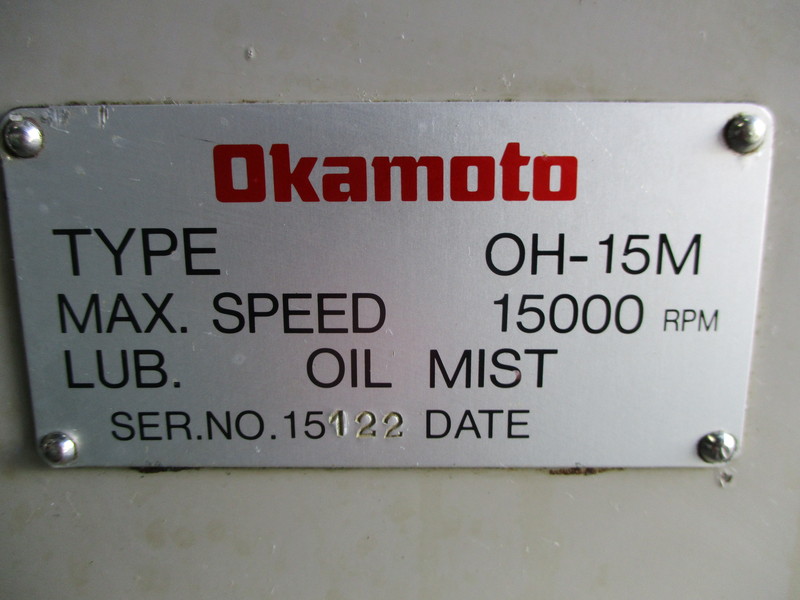 Okamoto
TYPE OH-15M
MAX. SPEED 15000 RPM
LUB. OIL MIST
SER.NO.15122 DATE